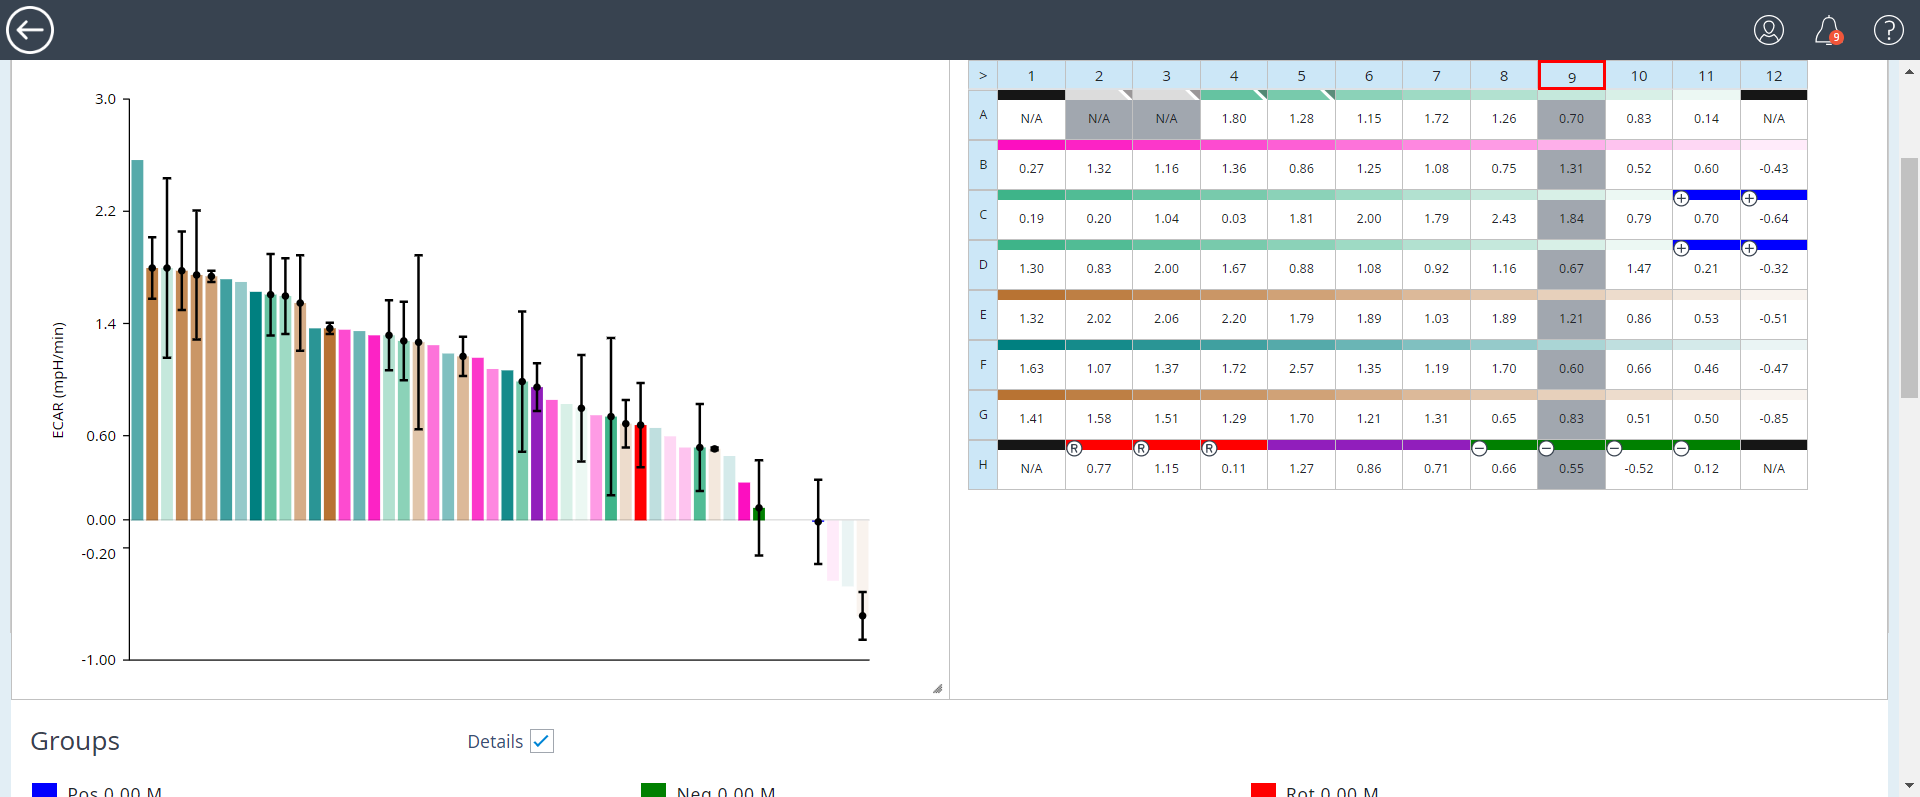 9
3.0
2.2
1.4
0.60
0.00
-0.20
-1.00
ECAR (mpH/min)
> 1 2 3 4 5 6 7 8 9 10 11 12
A N/A N/A N/A 1.80 1.28 1.15 1.72 1.26 0.70 0.83 0.14 N/A
B 0.27 1.32 1.16 1.36 0.86 1.25 1.08 0.75 1.31 0.52 0.60 -0.43
C 0.19 0.20 1.04 0.03 1.81 2.00 1.79 2.43 1.84 0.79 0.70 -0.64
D 1.30 0.83 2.00 1.67 0.88 1.08 0.92 1.16 0.67 1.47 0.21 -0.32
E 1.32 2.02 2.06 2.20 1.79 1.89 1.03 1.89 1.21 0.86 0.53 -0.51
F 1.63 1.07 1.37 1.72 2.57 1.35 1.19 1.70 0.60 0.66 0.46 -0.47
G 1.41 1.58 1.51 1.29 1.70 1.21 1.31 0.65 0.83 0.51 0.50 -0.85
R R R
H N/A 0.77 1.15 0.11 1.27 0.86 0.71 0.66 0.55 -0.52 0.12 N/A
Groups
Details
Pos 0.00 M
Neg 0.00 M
Rot 0.00 M